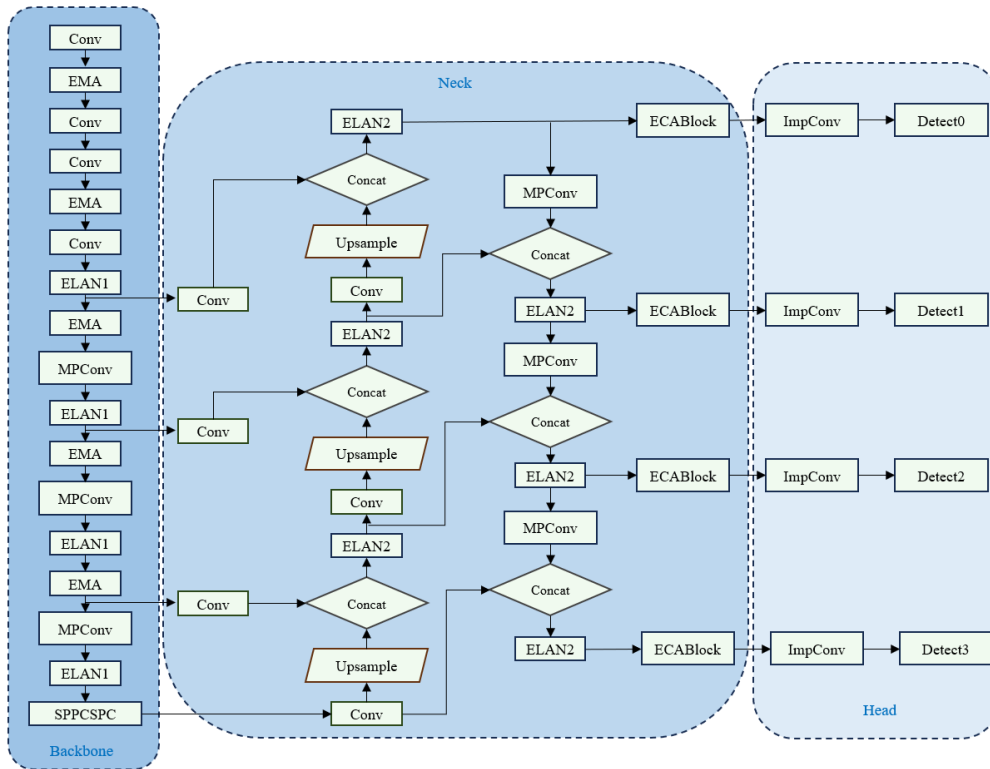 Conv
EMA
Conv
Conv
EMA
Conv
ELAN1
EMA
MPConv
ELAN1
EMA
MPConv
ELAN1
EMA
MPConv
ELAN1
SPPCSPC
Backbone
Neck
ELAN2
Concat
Upsample
Conv
Conv
ELAN2
Concat
Conv
Upsample
Conv
ELAN2
Conv
Concat
Upsample
Conv
MPConv
Concat
ELAN2
MPConv
Concat
ELAN2
MPConv
Concat
ELAN2
ECABlock
ECABlock
ECABlock
ECABlock
ImpConv
Detect0
ImpConv
Detect1
ImpConv
Detect2
ImpConv
Detect3
Head